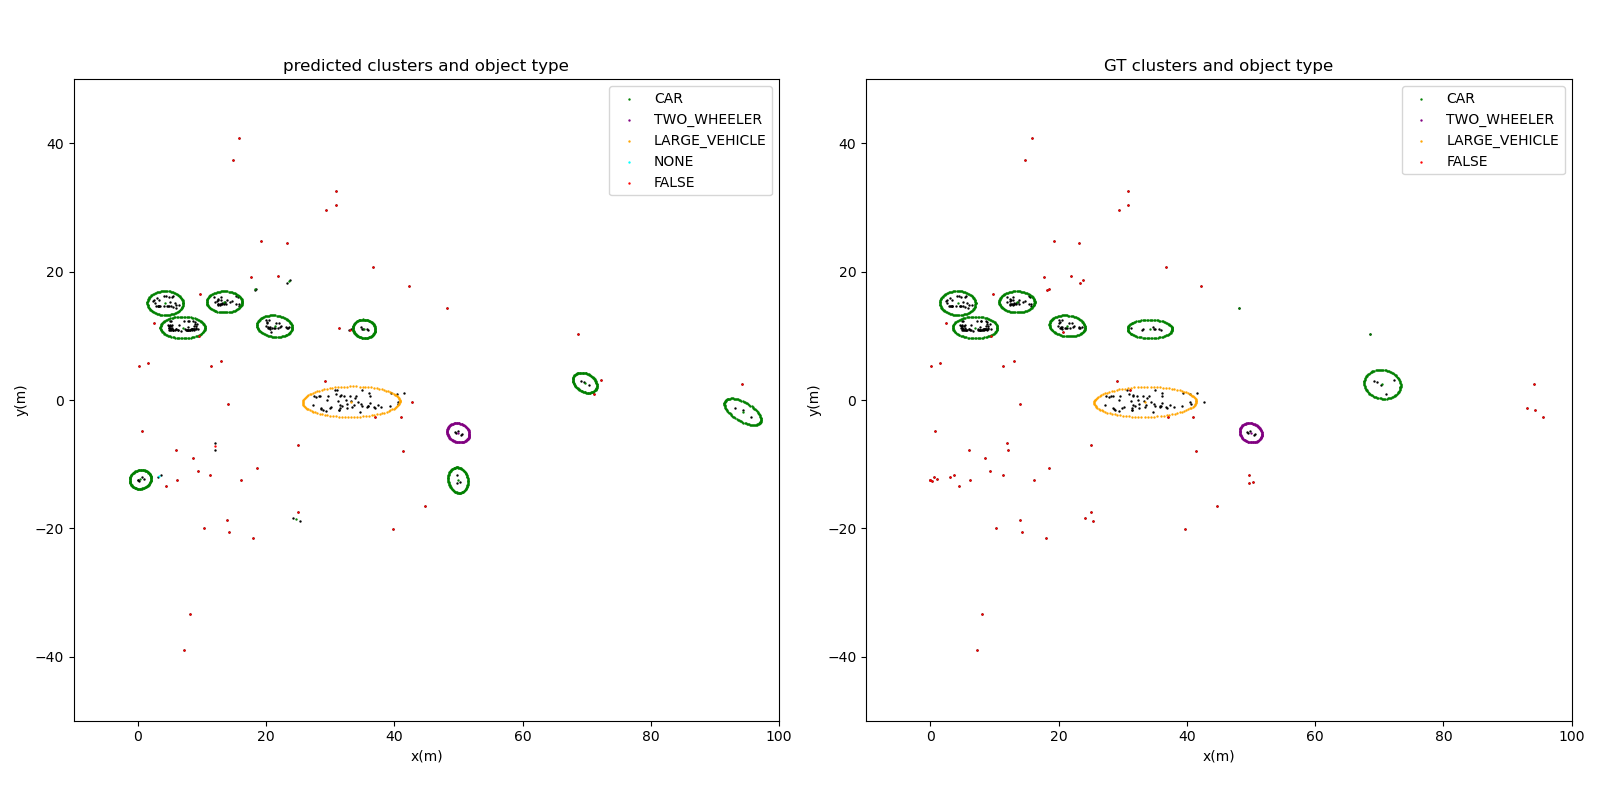 predicted clusters and object type
CAR
TWO_WHEELER
LARGE_VEHICLE
NONE
FALSE
40
20
0
−20
−40
y(m)
0
20
40
60
80
100
x(m)
GT clusters and object type
CAR
TWO_WHEELER
LARGE_VEHICLE
FALSE
40
20
0
−20
−40
y(m)
0
20
40
60
80
100
x(m)